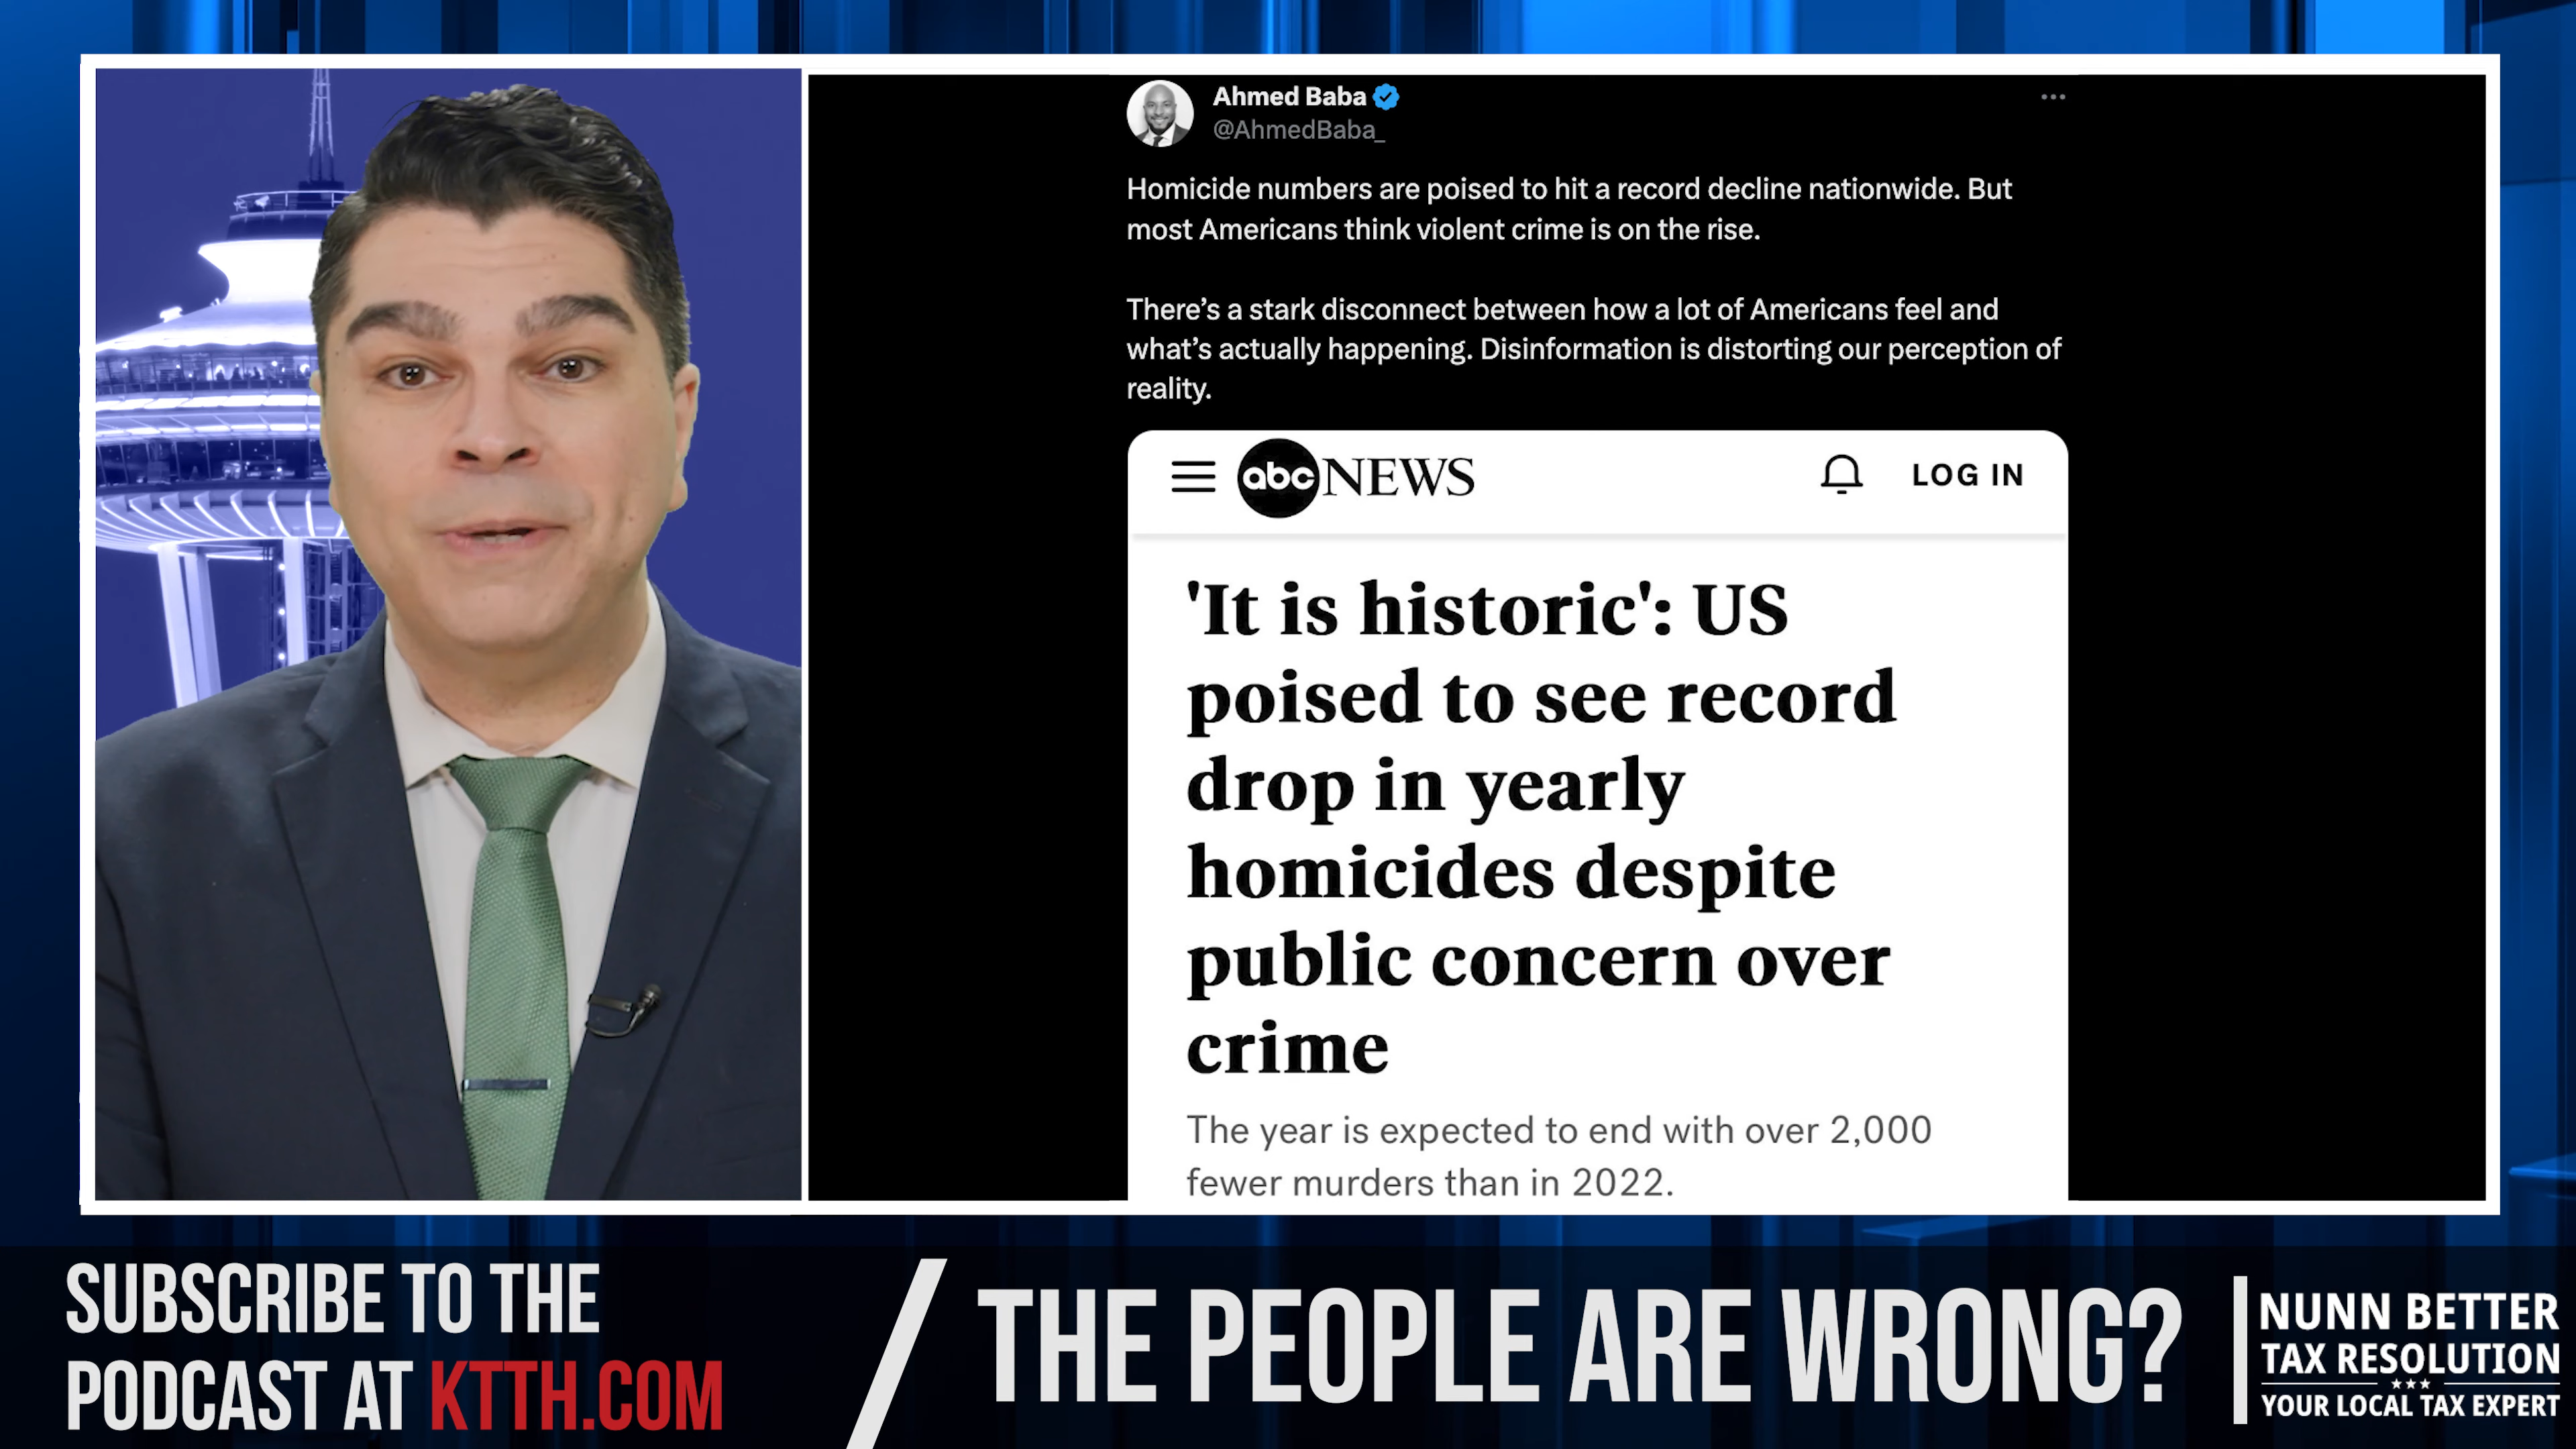 Ahmed Baba
@AhmedBaba_
Homicide numbers are poised to hit a record decline nationwide. But
most Americans think violent crime is on the rise.
There's a stark disconnect between how a lot of Americans feel and
what's actually happening. Disinformation is distorting our perception of
reality.
abc NEWS
LOG IN
'It is historic': US
poised to see record
drop in yearly
homicides despite
public concern over
crime
The year is expected to end with over 2,000
fewer murders than in 2022.
SUBSCRIBE TO THE
PODCAST AT KTTH.COM
THE PEOPLE ARE WRONG?
NUNN BETTER
TAX RESOLUTION
YOUR LOCAL TAX EXPERT